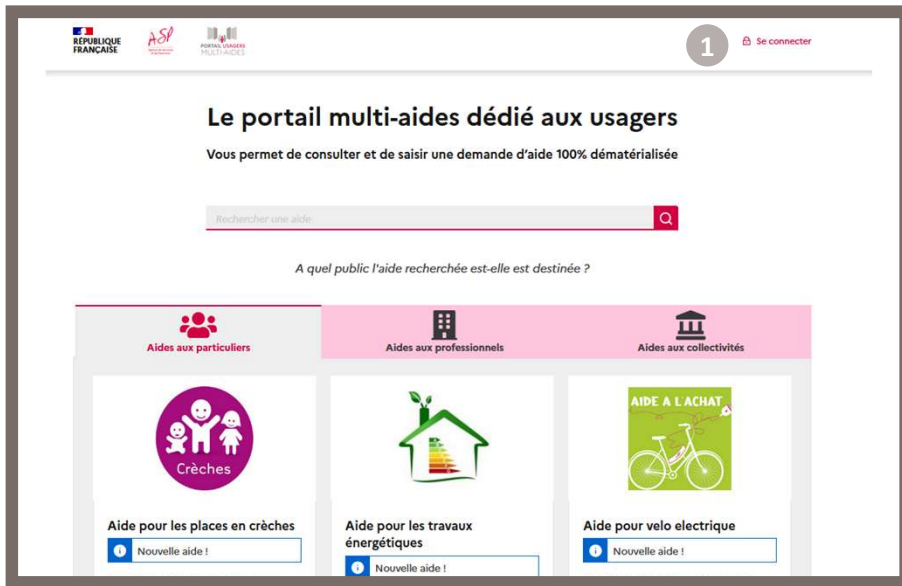 RÉPUBLIQUE
FRANÇAISE
ASP
PORTAIL USAGERS
MULTI-AIDES
1
Se connecter
Le portail multi-aides dédié aux usagers
Vous permet de consulter et de saisir une demande d'aide 100% dématérialisée
Rechercher une aide
A quel public l'aide recherchée est-elle est destinée ?
Aides aux particuliers
Aides aux professionnels
Aides aux collectivités
Crèches
AIDE A L'ACHAT
Aide pour les places en crèches
Nouvelle aide !
Aide pour les travaux
énergétiques
Nouvelle aide !
Aide pour velo electrique
Nouvelle aide !